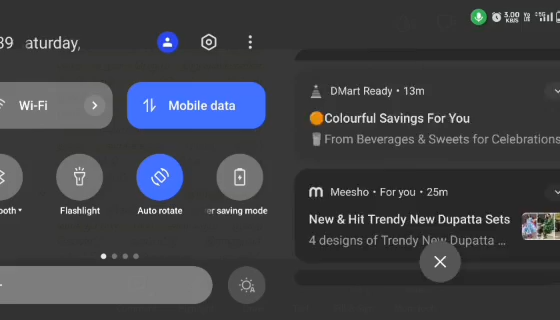 39 aturday,
3.00
KB/S
5G
Wi-Fi
Mobile data
ooth
Flashlight
Auto rotate
er saving mode
DMart Ready • 13m
Colourful Savings For You
From Beverages & Sweets for Celebrations
m Meesho • For you • 25m
New & Hit Trendy New Dupatta Sets
4 designs of Trendy New Dupatta ...